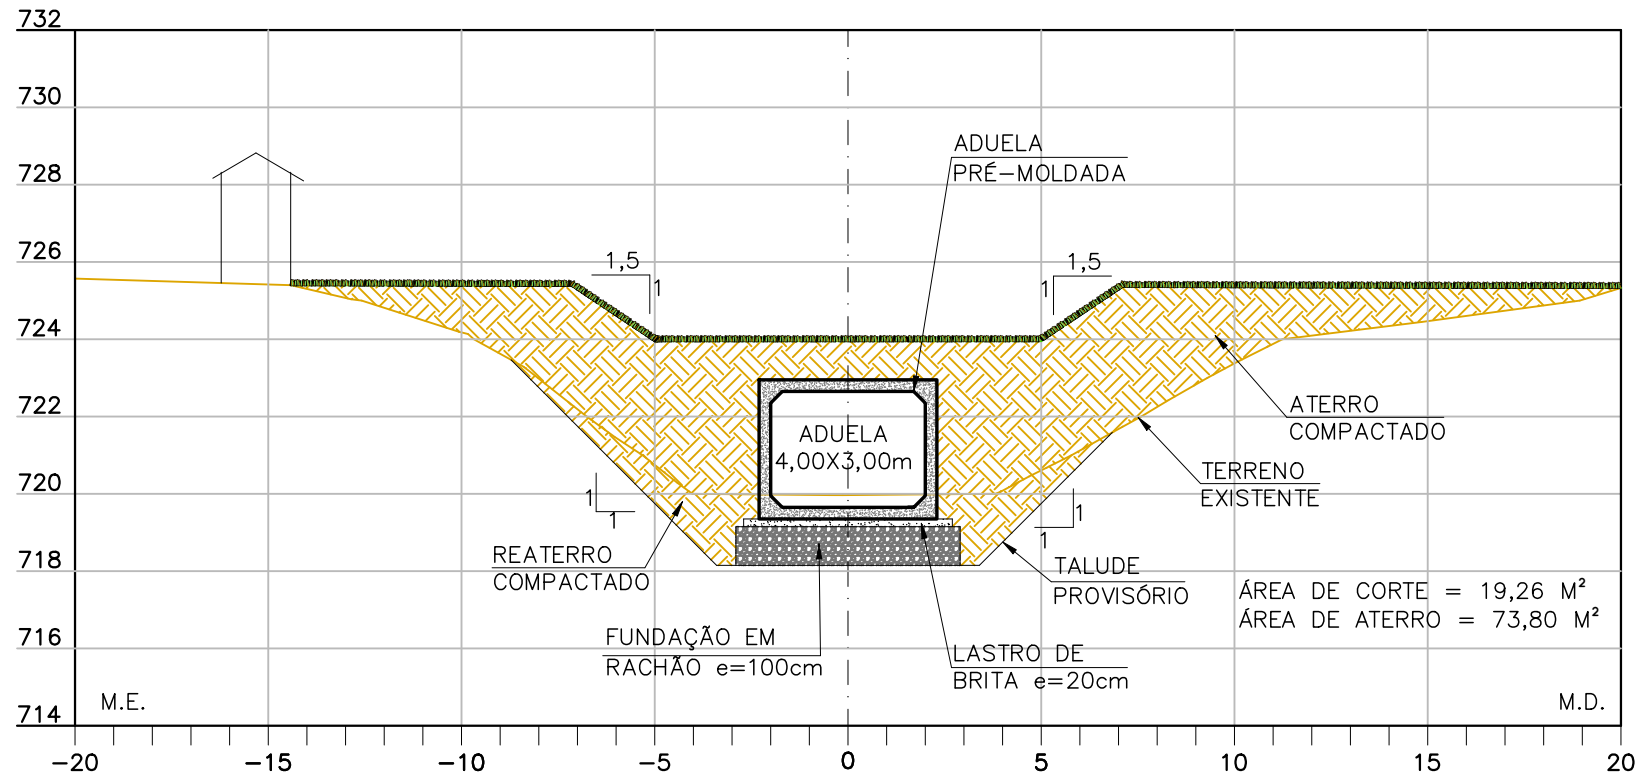 732
730
728
726
724
722
720
718
716
714
ADUELA
PRÉ-MOLDADA
1,5
1
1,5
1
ADUELA
4,00X3,00m
ATERRO
COMPACTADO
TERRENO
EXISTENTE
1
1
1
1
REATERRO
COMPACTADO
TALUDE
PROVISÓRIO
ÁREA DE CORTE = 19,26 M²
ÁREA DE ATERRO = 73,80 M²
FUNDAÇÃO EM
RACHÃO e=100cm
LASTRO DE
BRITA e=20cm
M.E.
M.D.
-20 -15 -10 -5 0 5 10 15 20